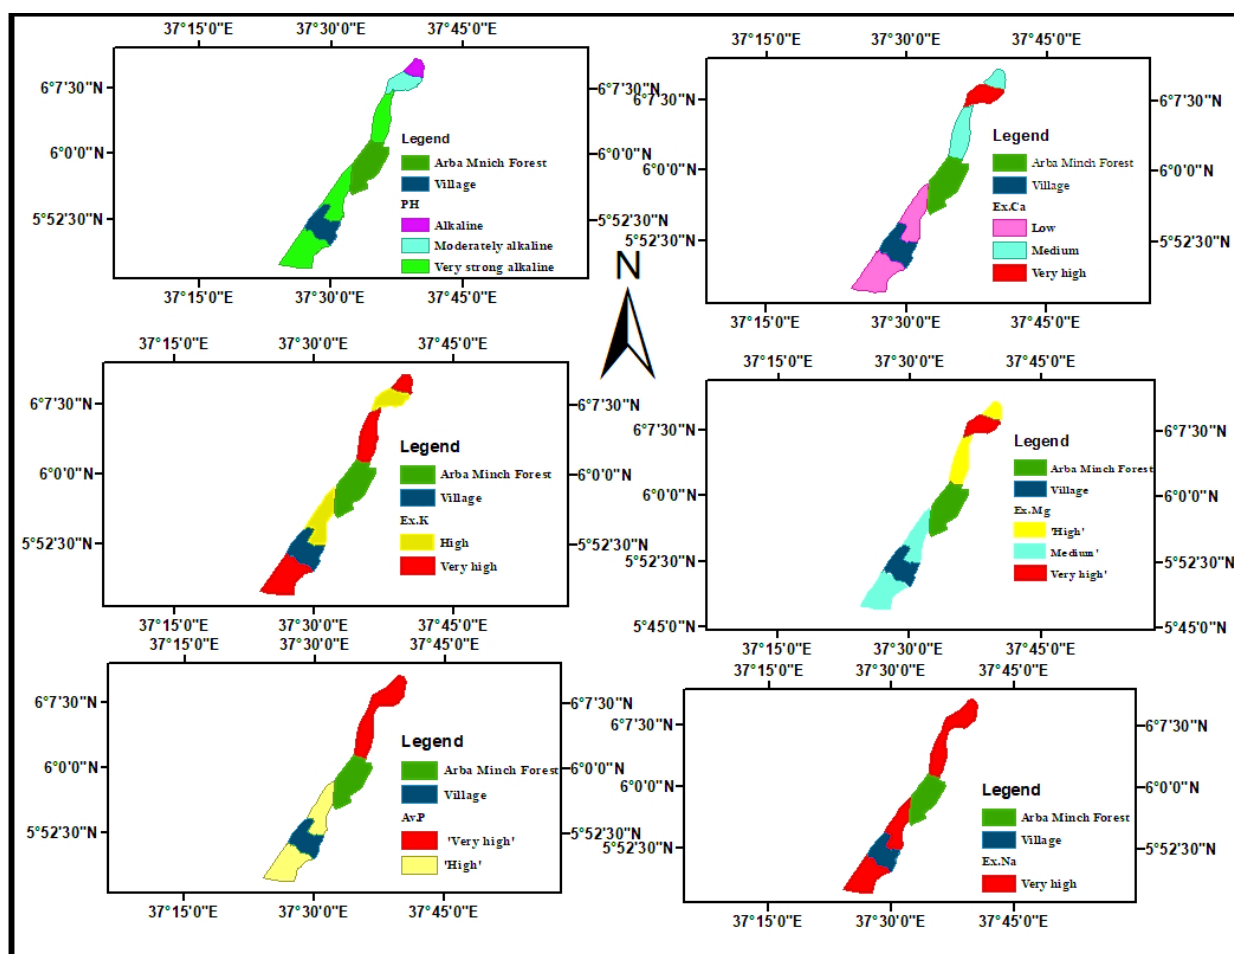 37°15'0"E 37°30'0"E 37°45'0"E
6°7'30"N 6°7'30"N
6°0'0"N 6°0'0"N
5°52'30"N 5°52'30"N
Legend
Arba Mnich Forest
Village
PH
Alkaline
Moderately alkaline
Very strong alkaline
37°15'0"E 37°30'0"E 37°45'0"E
37°15'0"E 37°30'0"E 37°45'0"E
6°7'30"N 6°7'30"N
6°0'0"N 6°0'0"N
5°52'30"N 5°52'30"N
Legend
Arba Minch Forest
Village
Ex.Ca
Low
Medium
Very high
37°15'0"E 37°30'0"E 37°45'0"E
N
37°15'0"E 37°30'0"E 37°45'0"E
6°7'30"N 6°7'30"N
6°0'0"N 6°0'0"N
5°52'30"N 5°52'30"N
Legend
Arba Minch Forest
Village
Ex.K
High
Very high
37°15'0"E 37°30'0"E 37°45'0"E
37°15'0"E 37°30'0"E 37°45'0"E
6°7'30"N 6°7'30"N
6°0'0"N 6°0'0"N
5°52'30"N 5°52'30"N
5°45'0"N 5°45'0"N
Legend
Arba Minch Forest
Village
Ex.Mg
'High'
Medium'
Very high'
37°30'0"E 37°45'0"E
37°15'0"E 37°30'0"E 37°45'0"E
6°7'30"N 6°7'30"N
6°0'0"N 6°0'0"N
5°52'30"N 5°52'30"N
Legend
Arba Minch Forest
Village
Av.P
'Very high'
'High'
37°15'0"E 37°30'0"E 37°45'0"E
37°15'0"E 37°30'0"E 37°45'0"E
6°7'30"N 6°7'30"N
6°0'0"N 6°0'0"N
5°52'30"N 5°52'30"N
Legend
Arba Minch Forest
Village
Ex.Na
Very high
37°15'0"E 37°30'0"E 37°45'0"E